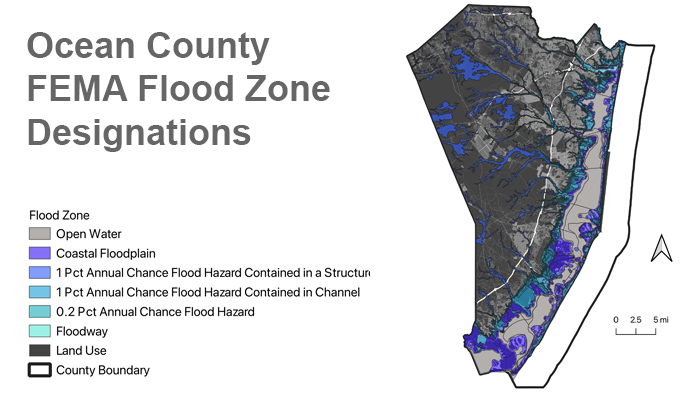 Ocean County
FEMA Flood Zone
Designations
Flood Zone
Open Water
Coastal Floodplain
1 Pct Annual Chance Flood Hazard Contained in a Structure
1 Pct Annual Chance Flood Hazard Contained in Channel
0.2 Pct Annual Chance Flood Hazard
Floodway
Land Use
County Boundary
0 2.5 5 mi